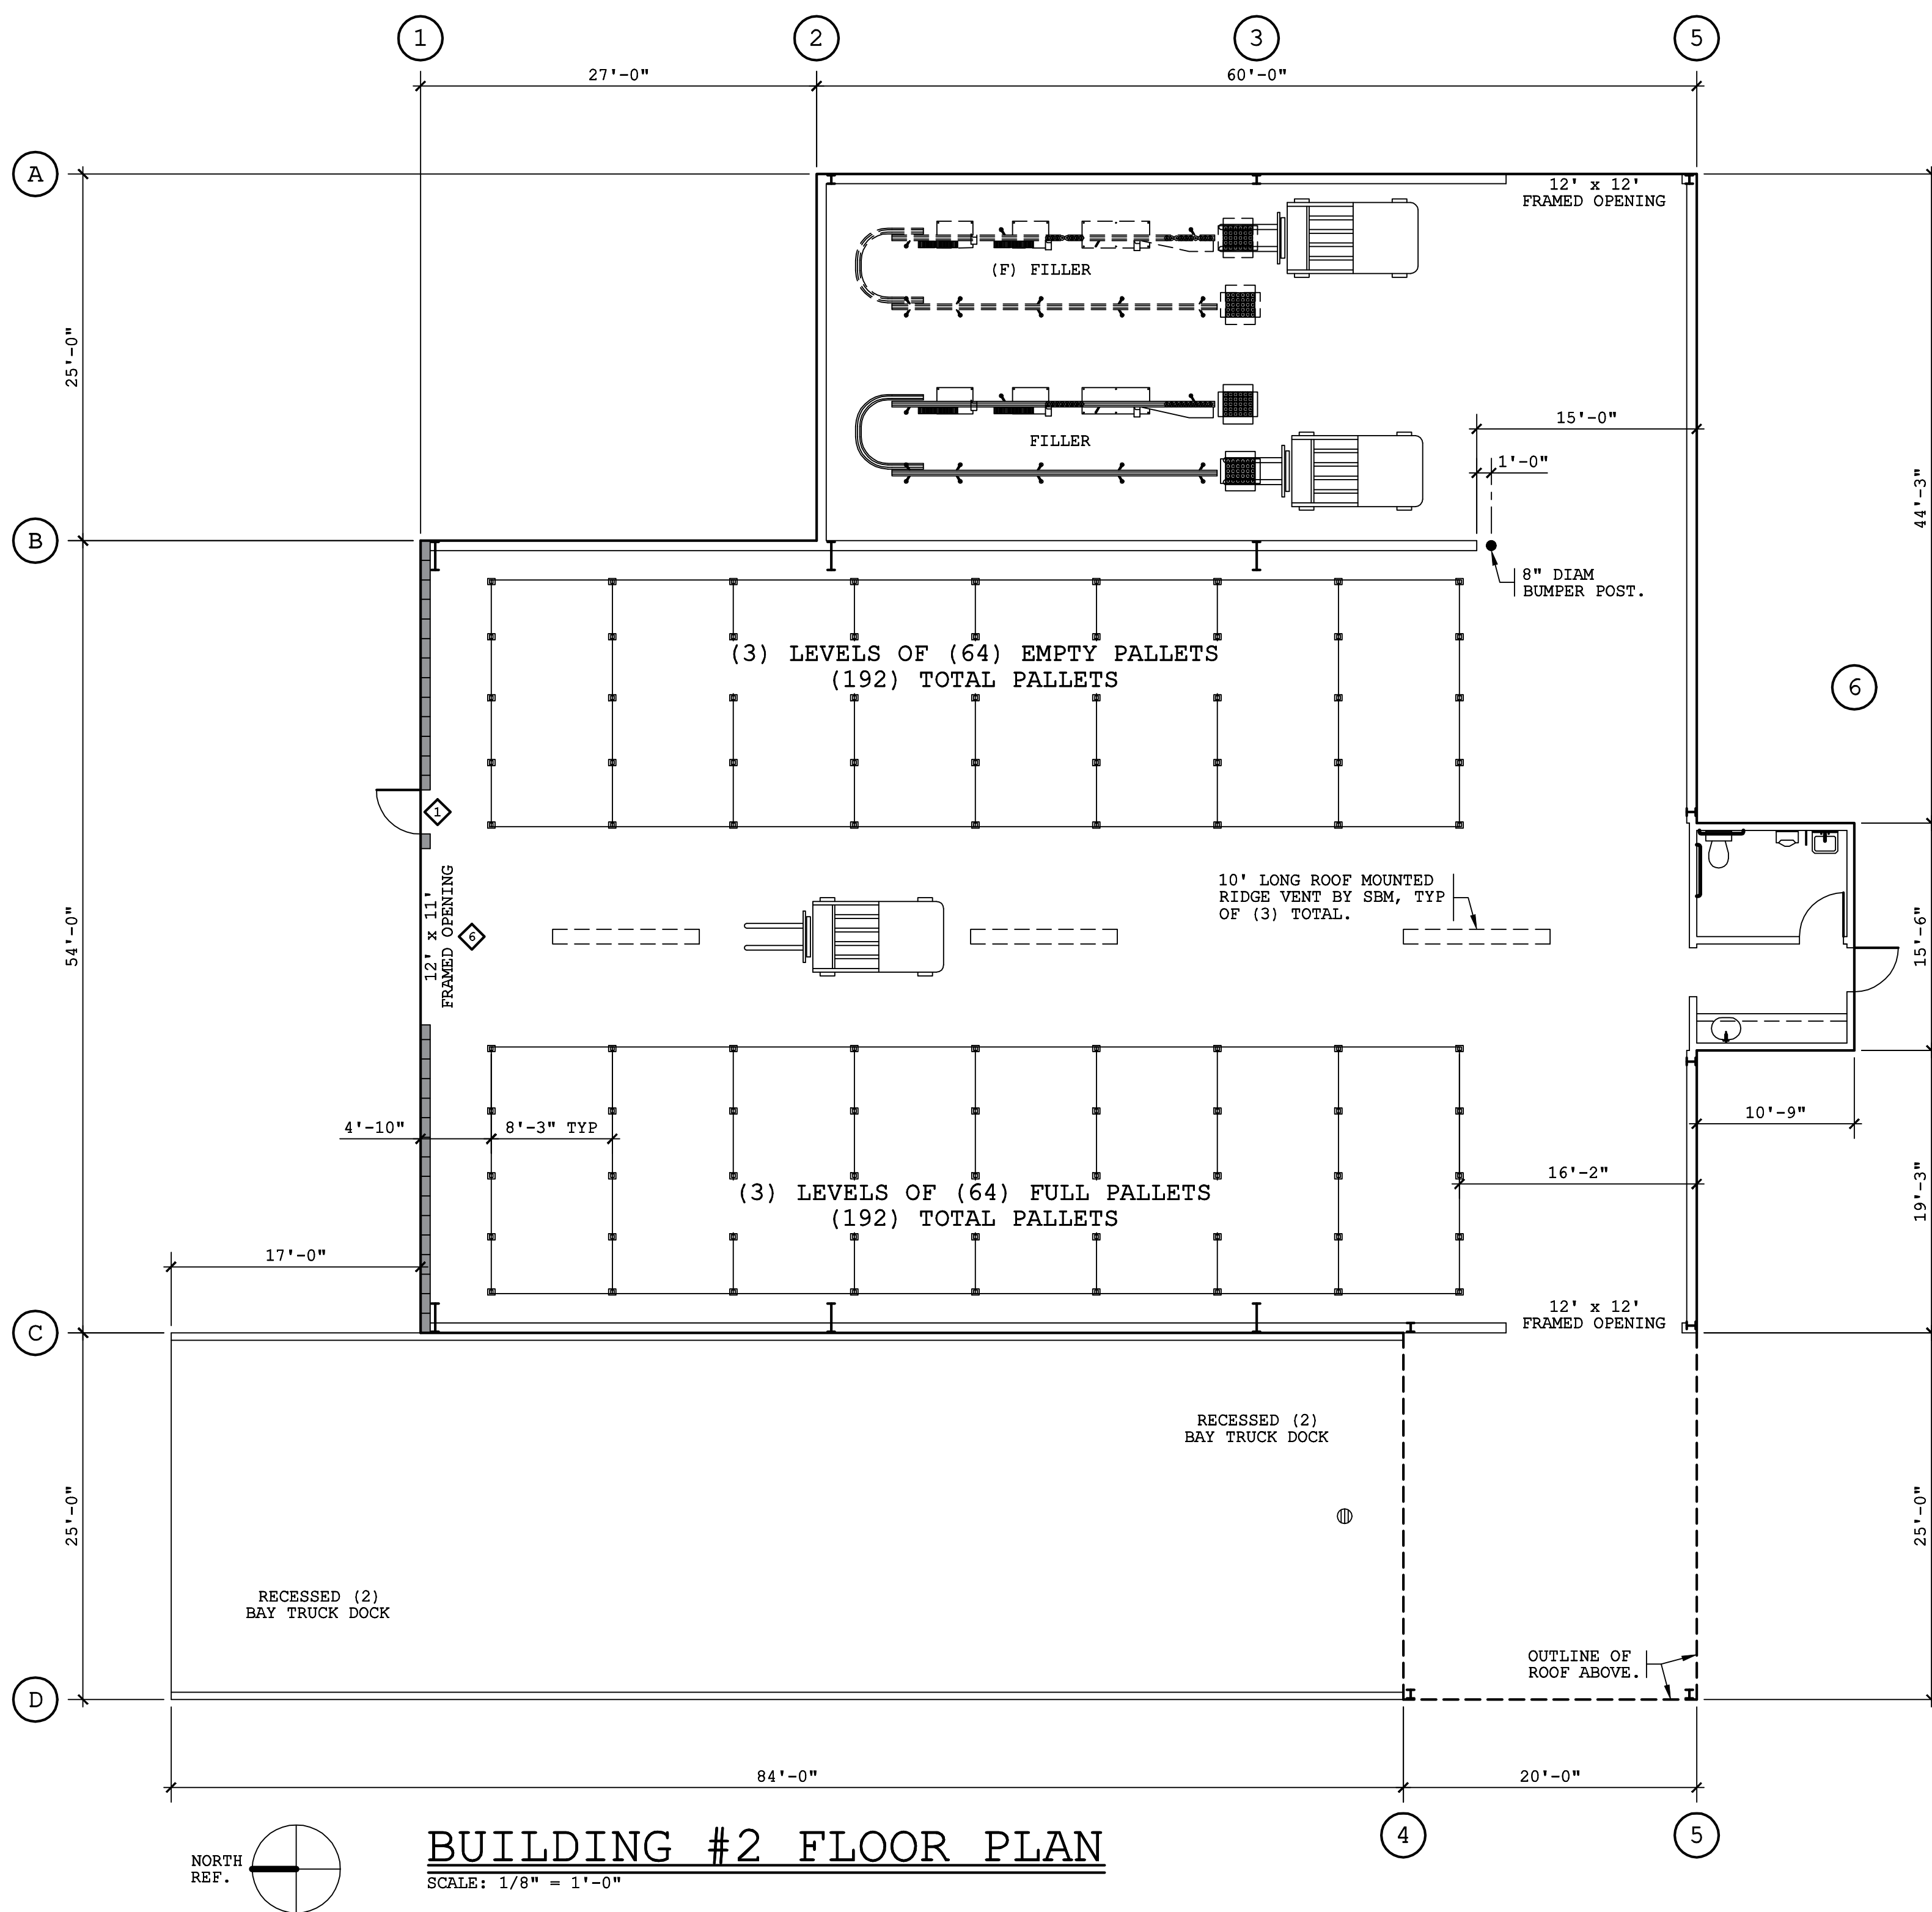 1
2
3
5
27'-0"
60'-0"
A
12' x 12'
FRAMED OPENING
(F) FILLER
25'-0"
44'-3"
15'-0"
FILLER
1'-0"
B
8" DIAM
BUMPER POST.
(3) LEVELS OF (64) EMPTY PALLETS
(192) TOTAL PALLETS
6
1
10' LONG ROOF MOUNTED
RIDGE VENT BY SBM, TYP
OF (3) TOTAL.
54'-0"
12' x 11'
FRAMED OPENING
6
15'-6"
4'-10"
8'-3" TYP
10'-9"
16'-2"
19'-3"
(3) LEVELS OF (64) FULL PALLETS
(192) TOTAL PALLETS
17'-0"
12' x 12'
FRAMED OPENING
C
RECESSED (2)
BAY TRUCK DOCK
25'-0"
25'-0"
RECESSED (2)
BAY TRUCK DOCK
OUTLINE OF
ROOF ABOVE.
D
84'-0"
20'-0"
4
5
NORTH
REF.
BUILDING #2 FLOOR PLAN
SCALE: 1/8" = 1'-0"